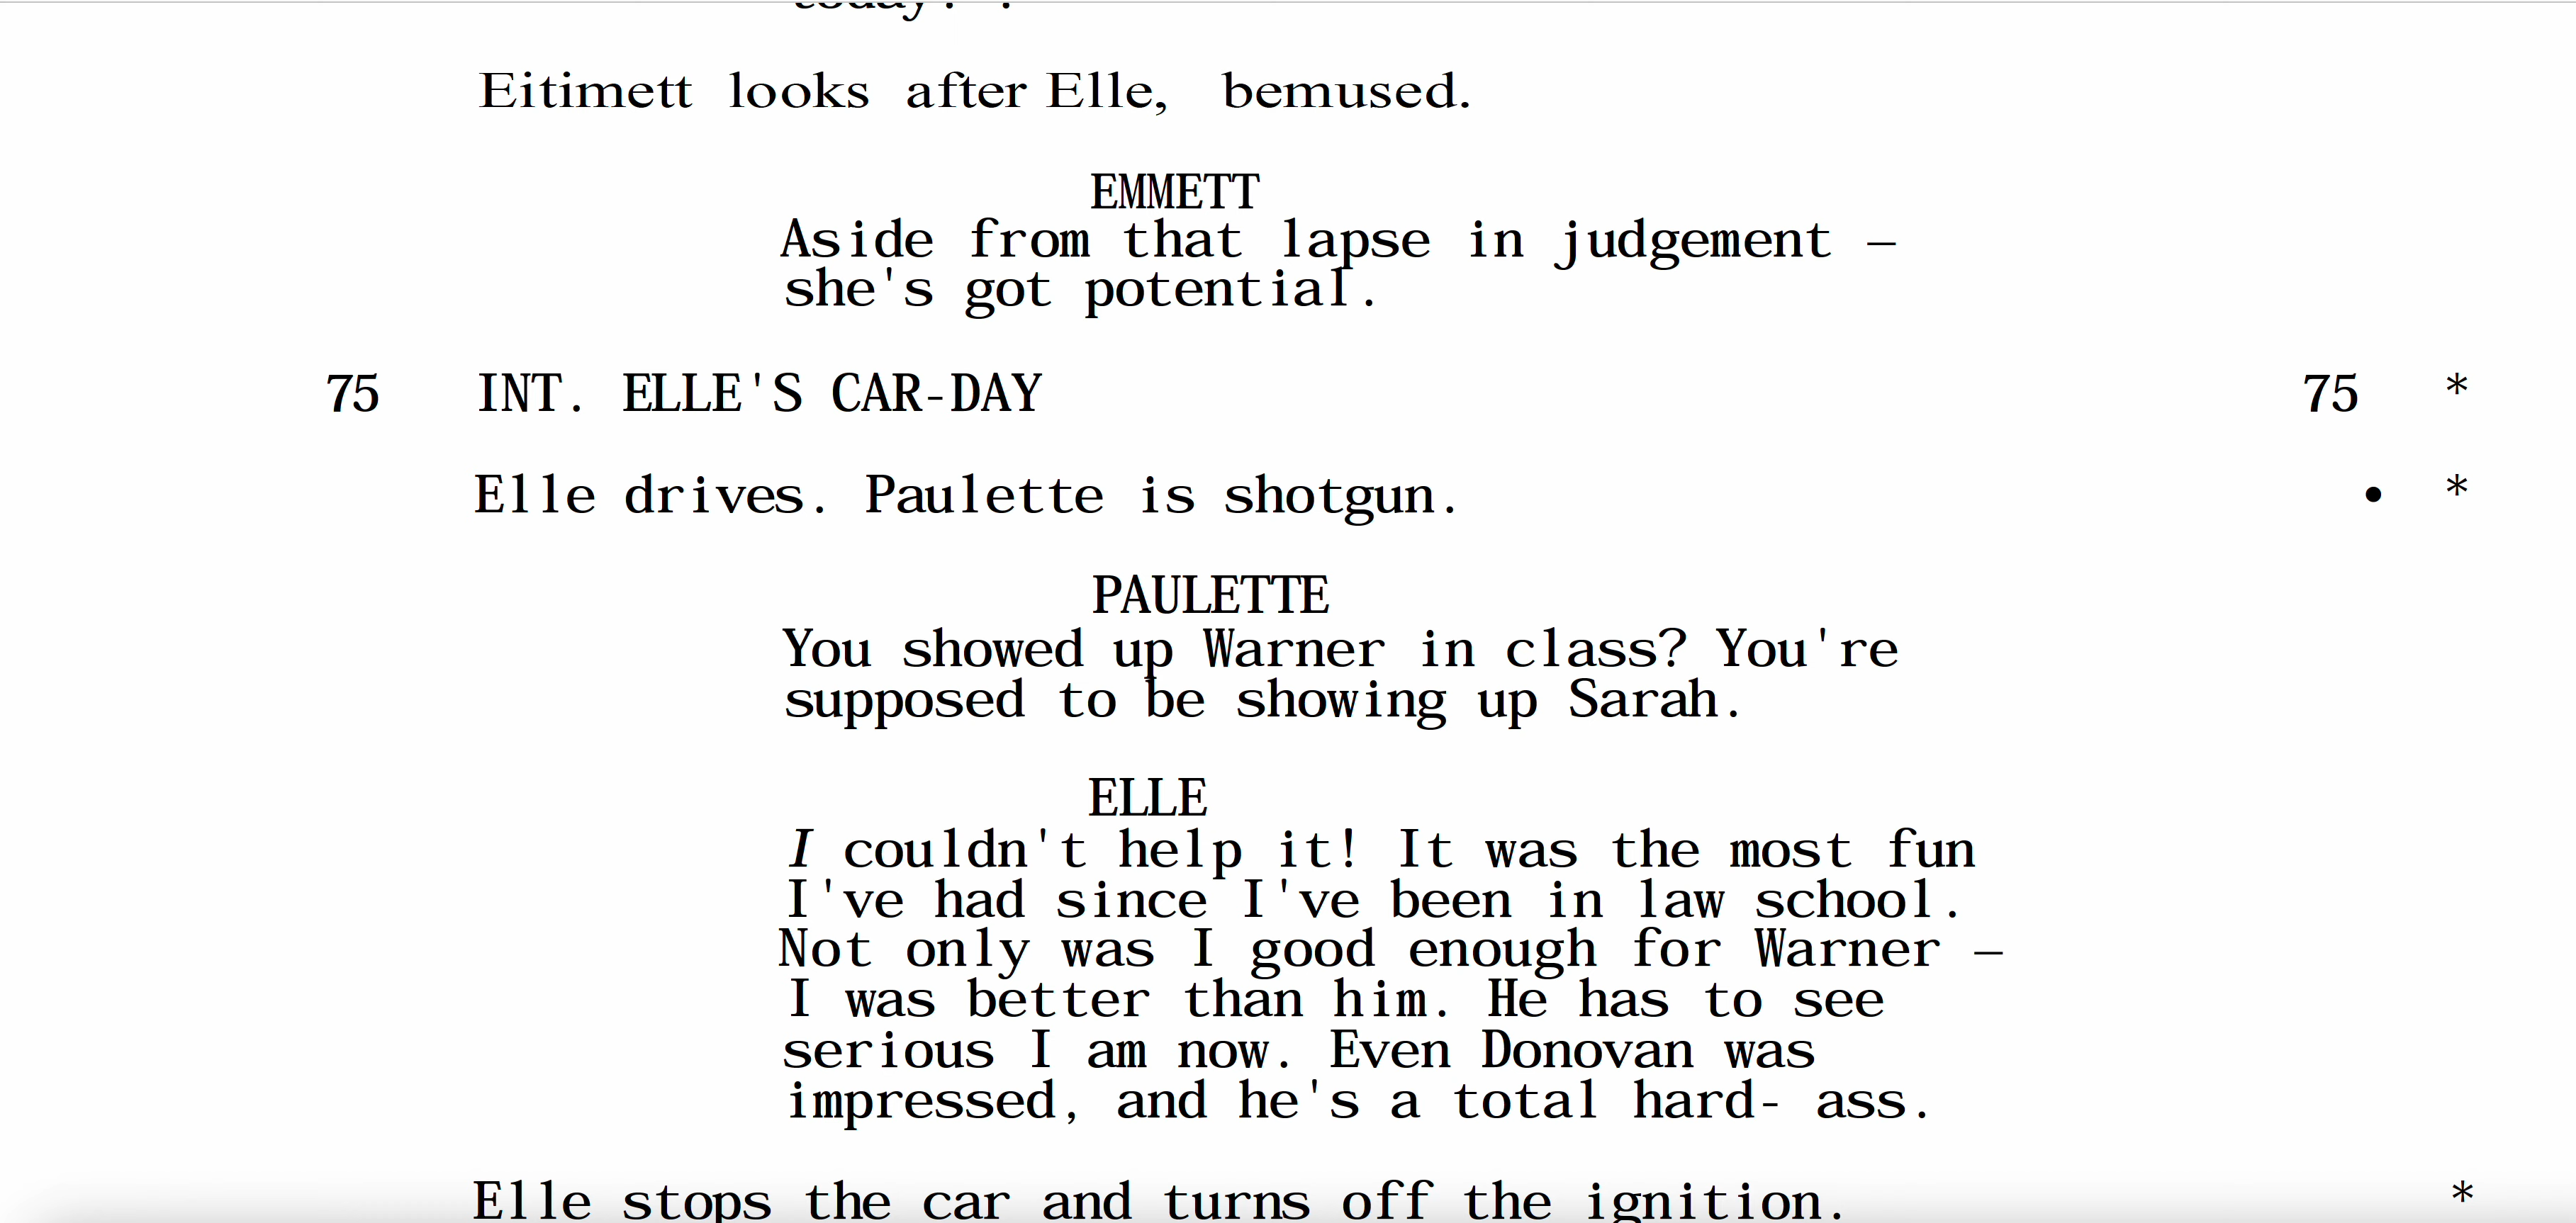 today. .
Eitimett looks after Elle, bemused.
EMMETT
Aside from that lapse in judgement –
she's got potential.
75 INT. ELLE'S CAR-DAY 75 *
Elle drives. Paulette is shotgun. • *
PAULETTE
You showed up Warner in class? You're
supposed to be showing up Sarah.
ELLE
I couldn't help it! It was the most fun
I've had since I've been in law school.
Not only was I good enough for Warner –
I was better than him. He has to see
serious I am now. Even Donovan was
impressed, and he's a total hard- ass.
Elle stops the car and turns off the ignition. *